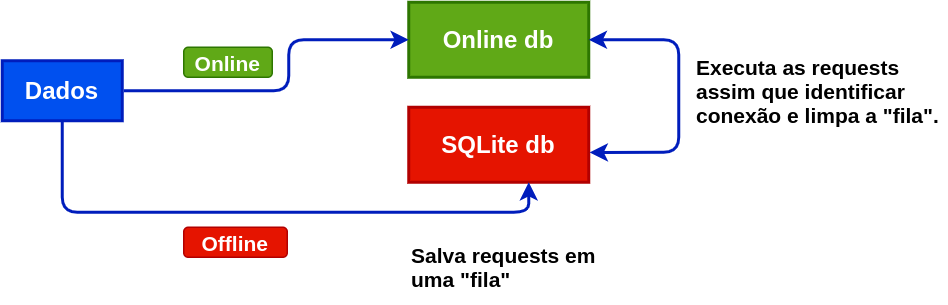 Online db
Online
Dados
Executa as requests
assim que identificar
conexão e limpa a "fila".
SQLite db
Offline
Salva requests em
uma "fila"